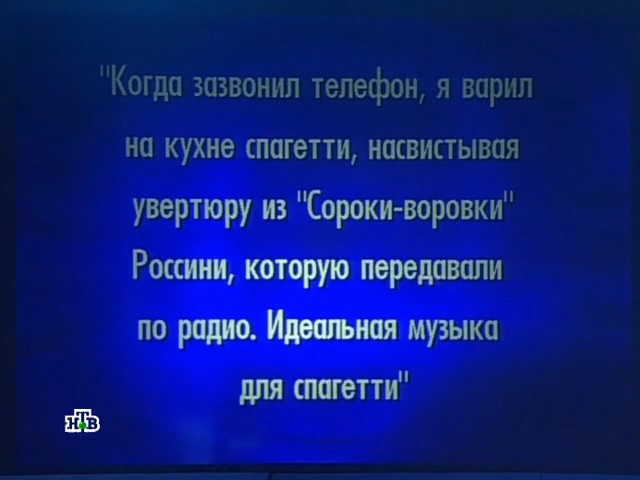 "Когда зазвонил телефон, я варил
на кухне спагетти, насвистывая
увертюру из "Сороки-воровки"
Россини, которую передавали
по радио. Идеальная музыка
для спагетти"
НТВ